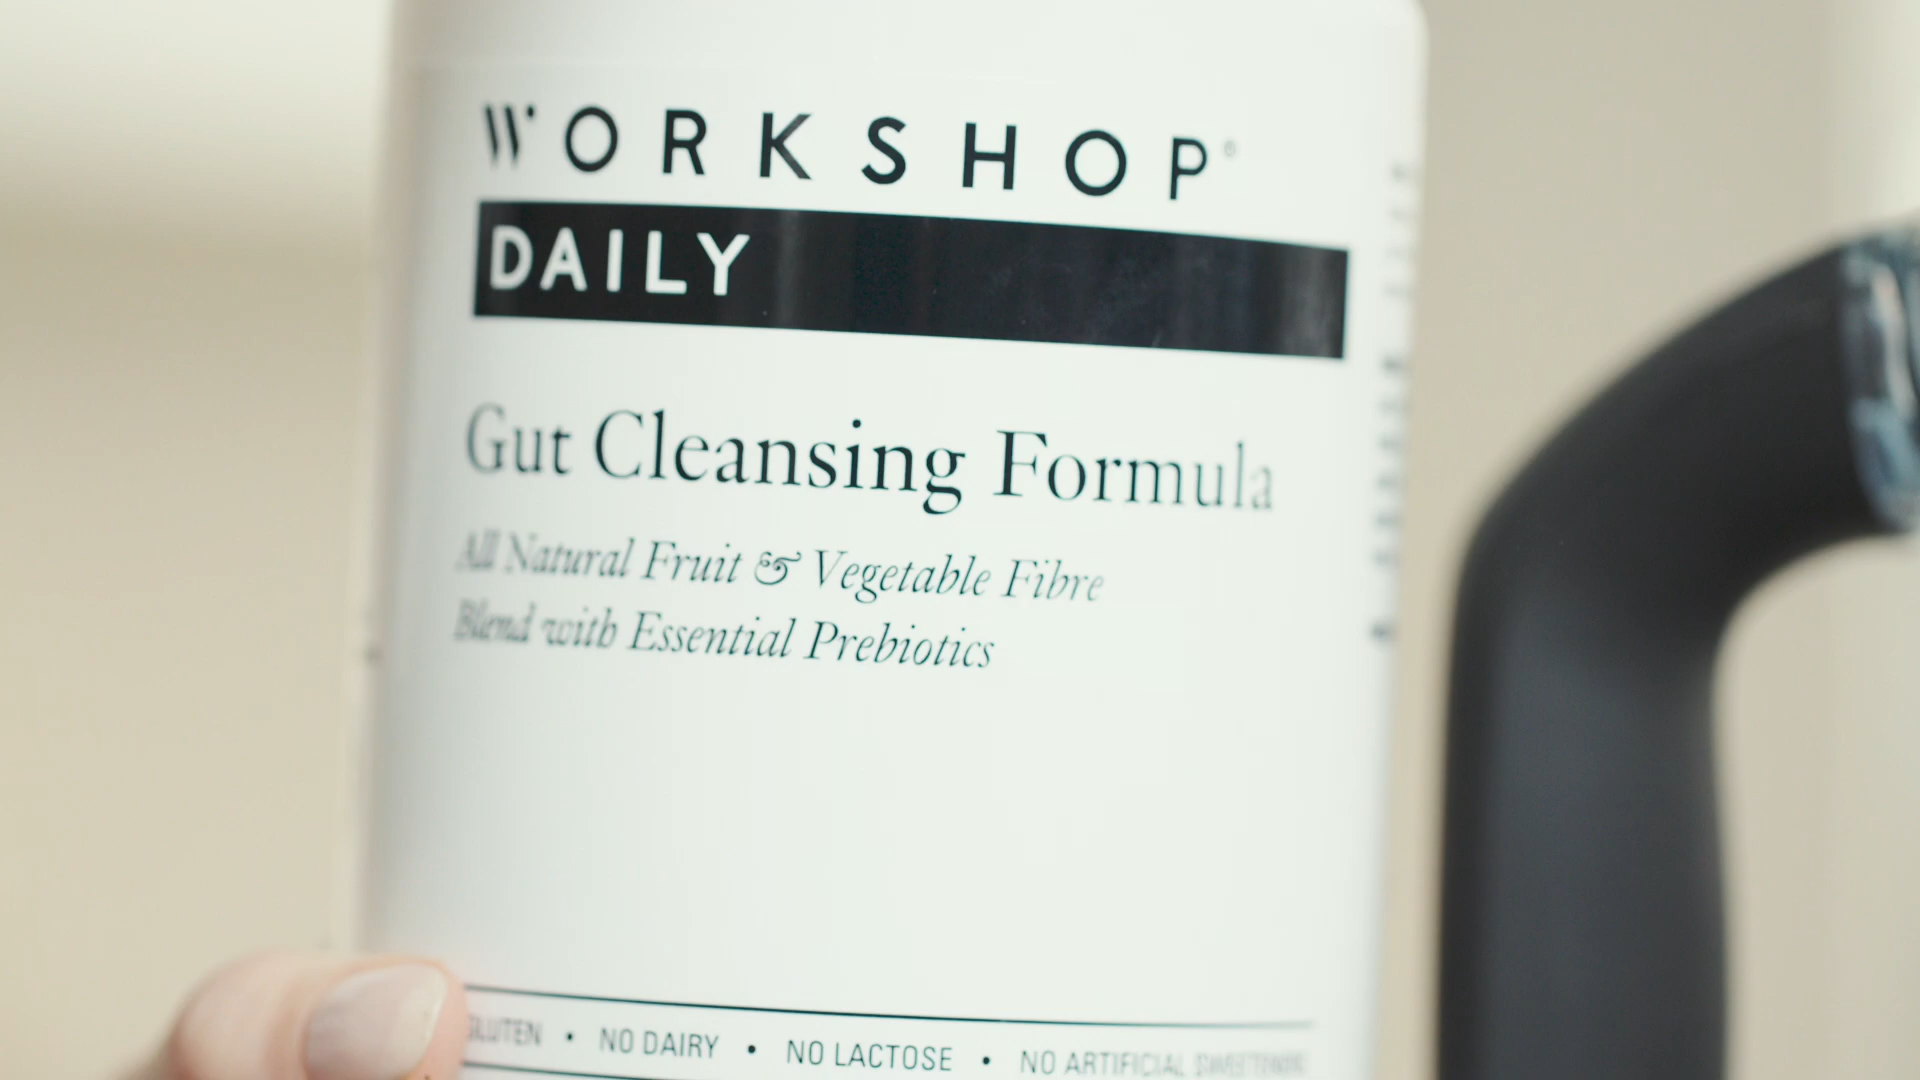 WORKSHOP®
DAILY
Gut Cleansing Formula
All Natural Fruit & Vegetable Fibre
Blend with Essential Prebiotics
GLUTEN • NO DAIRY • NO LACTOSE • NO ARTIFICIAL